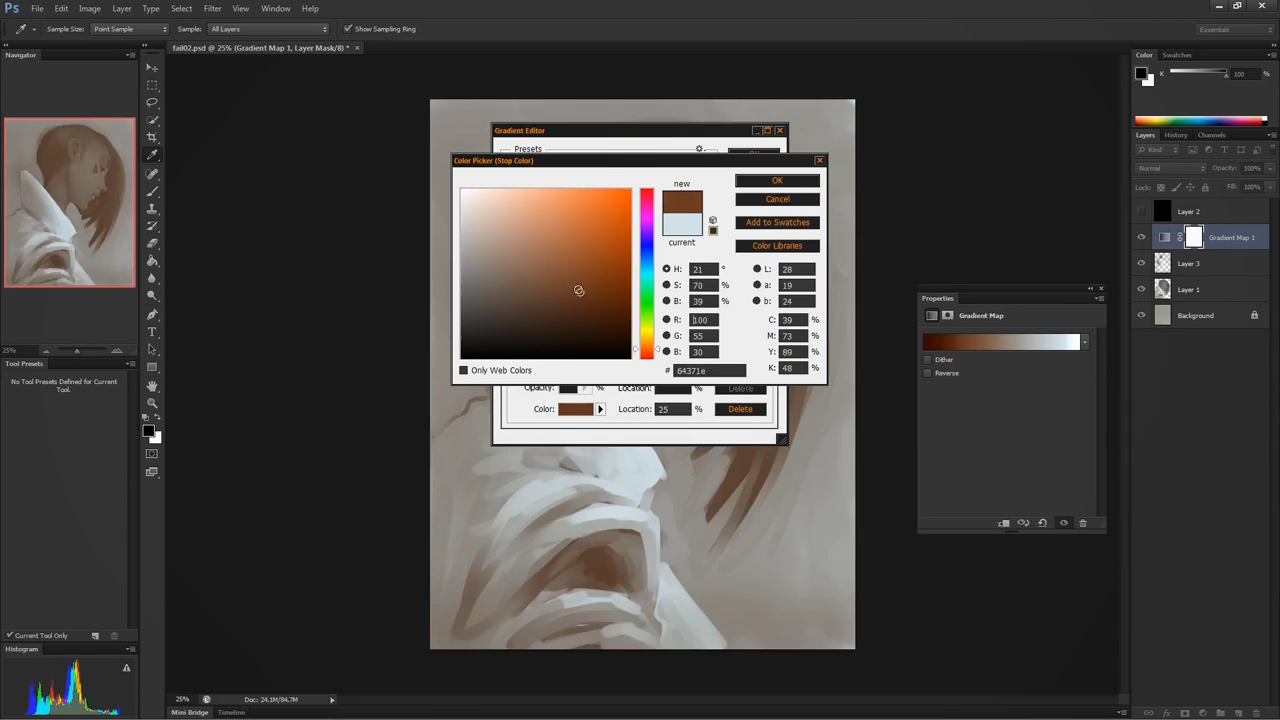 Ps File Edit Image Layer Type Select Filter View Window Help
Sample Size: Point Sample Sample: All Layers Show Sampling Ring Essentials
fail02.psd @ 25% (Gradient Map 1, Layer Mask/8) * ×
Navigator
25%
Tool Presets
No Tool Presets Defined for Current Tool.
Current Tool Only
Histogram
Gradient Editor
Presets
Color Picker (Stop Color)
new
current
OK
Cancel
Add to Swatches
Color Libraries
H: 21 °
S: 70 %
B: 39 %
R: 100
G: 55
B: 30
L: 28
a: 19
b: 24
C: 39 %
M: 73 %
Y: 89 %
K: 48 %
# 64371e
Only Web Colors
Opacity: % Location: Delete
Color: Location: 25 % Delete
25% Doc: 24.1M/84.7M
Mini Bridge Timeline
Color Swatches
K 100 %
Layers History Channels
Kind
Normal Opacity: 100%
Lock: Fill: 100%
Layer 2
Gradient Map 1
Layer 3
Layer 1
Background
Properties
Gradient Map
Dither
Reverse